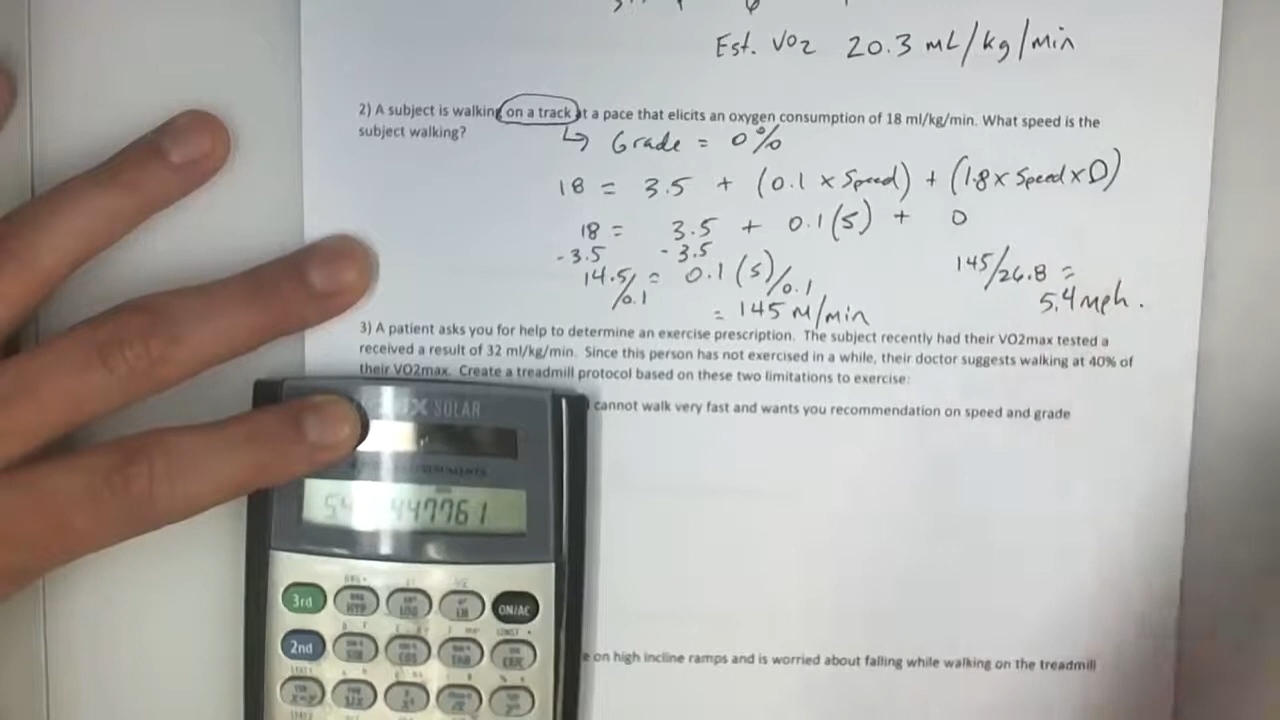 Est. VO2 20.3 mL/kg/min
2) A subject is walking on a track at a pace that elicits an oxygen consumption of 18 ml/kg/min. What speed is the
subject walking?
↳ Grade = 0%
18 = 3.5 + (0.1 x Speed) + (1.8 x Speed x 0)
18 = 3.5 + 0.1(S) + 0
-3.5 -3.5
14.5/0.1 = 0.1(S)/0.1
= 145 M/min
145/26.8 =
5.4 mph.
3) A patient asks you for help to determine an exercise prescription. The subject recently had their VO2max tested a
received a result of 32 ml/kg/min. Since this person has not exercised in a while, their doctor suggests walking at 40% of
their VO2max. Create a treadmill protocol based on these two limitations to exercise:
cannot walk very fast and wants you recommendation on speed and grade
SOLAR
447761
3rd
ON/AC
2nd
e on high incline ramps and is worried about falling while walking on the treadmill